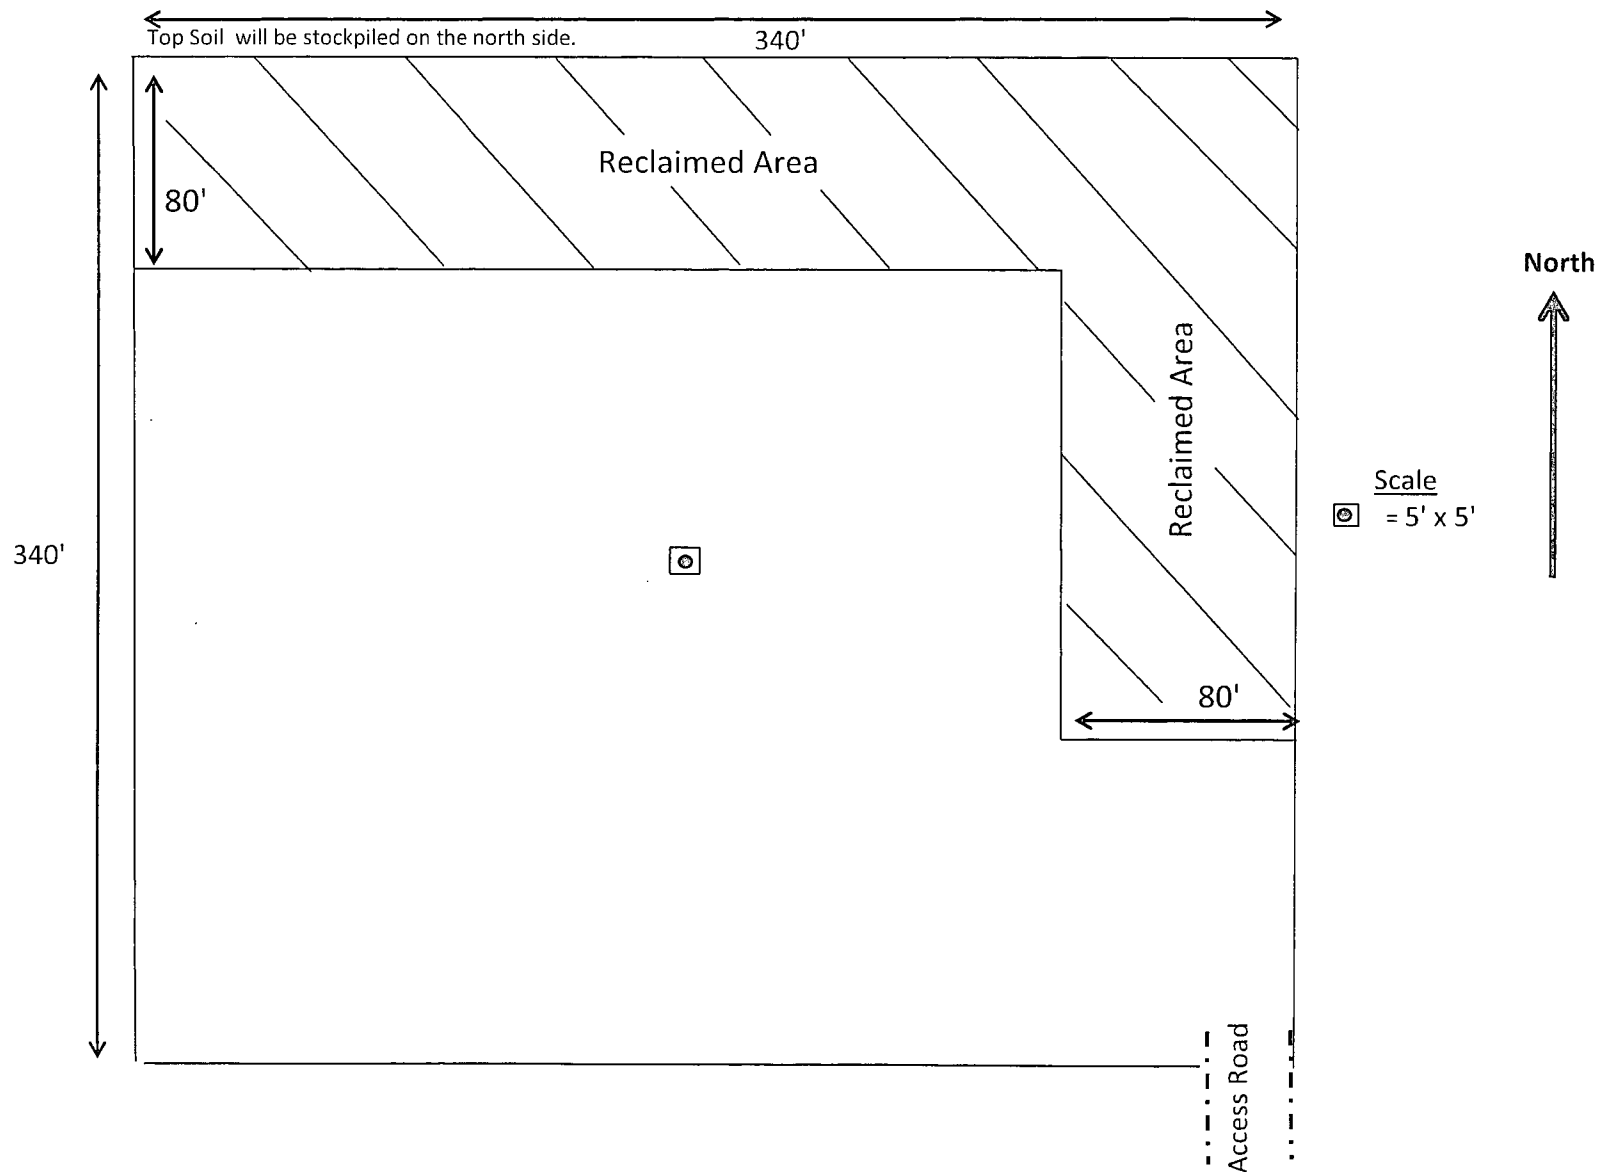 Top Soil will be stockpiled on the north side.
340'
80'
Reclaimed Area
North
Reclaimed Area
Scale
= 5' x 5'
340'
80'
Access Road